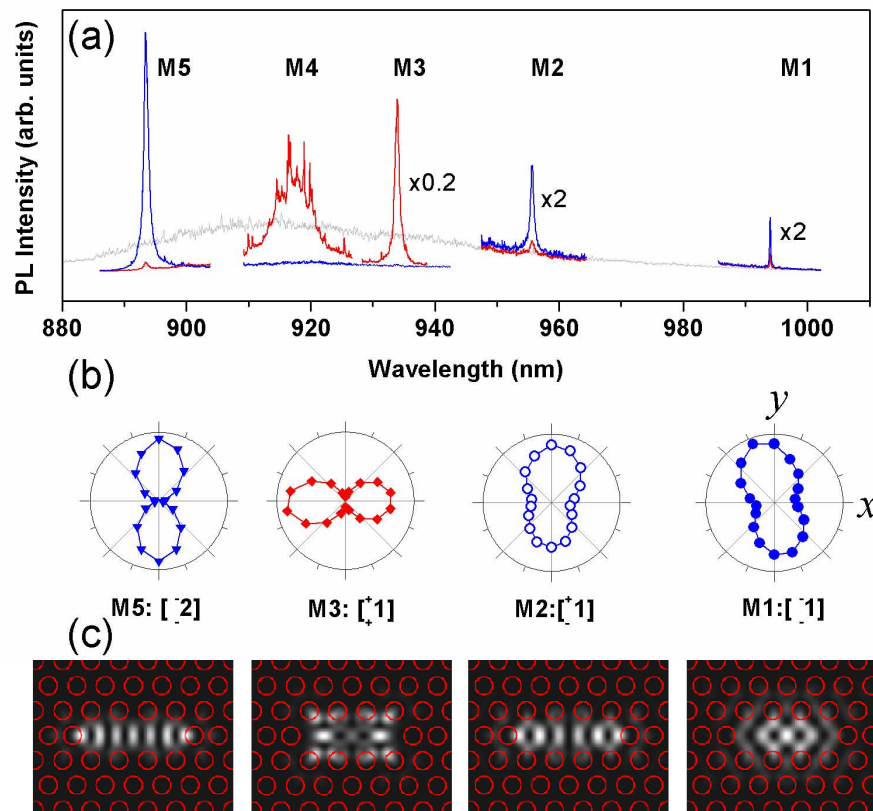 (a)
PL Intensity (arb. units)
M5 M4 M3 M2 M1
x0.2
x2
x2
880 900 920 940 960 980 1000
Wavelength (nm)
(b)
y
x
M5: [⁻₋2] M3: [⁺₊1] M2:[⁺₋1] M1:[⁻₋1]
(c)